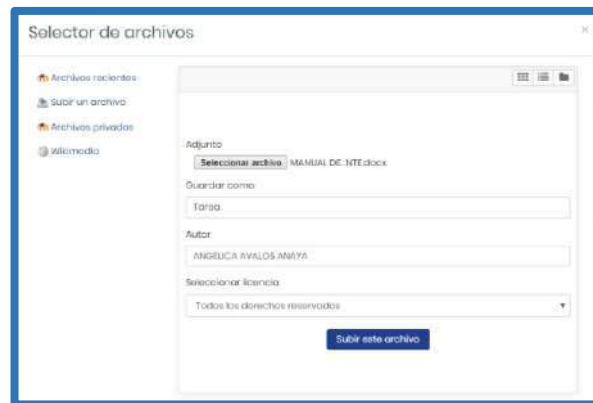 Selector de archivos
×
Archivos recientes
Subir un archivo
Archivos privados
Wikimedia
Adjunto
Seleccionar archivo MANUAL DE...NTE.docx
Guardar como
Tarea
Autor
ANGELICA AVALOS ANAYA
Seleccionar licencia
Todos los derechos reservados
Subir este archivo